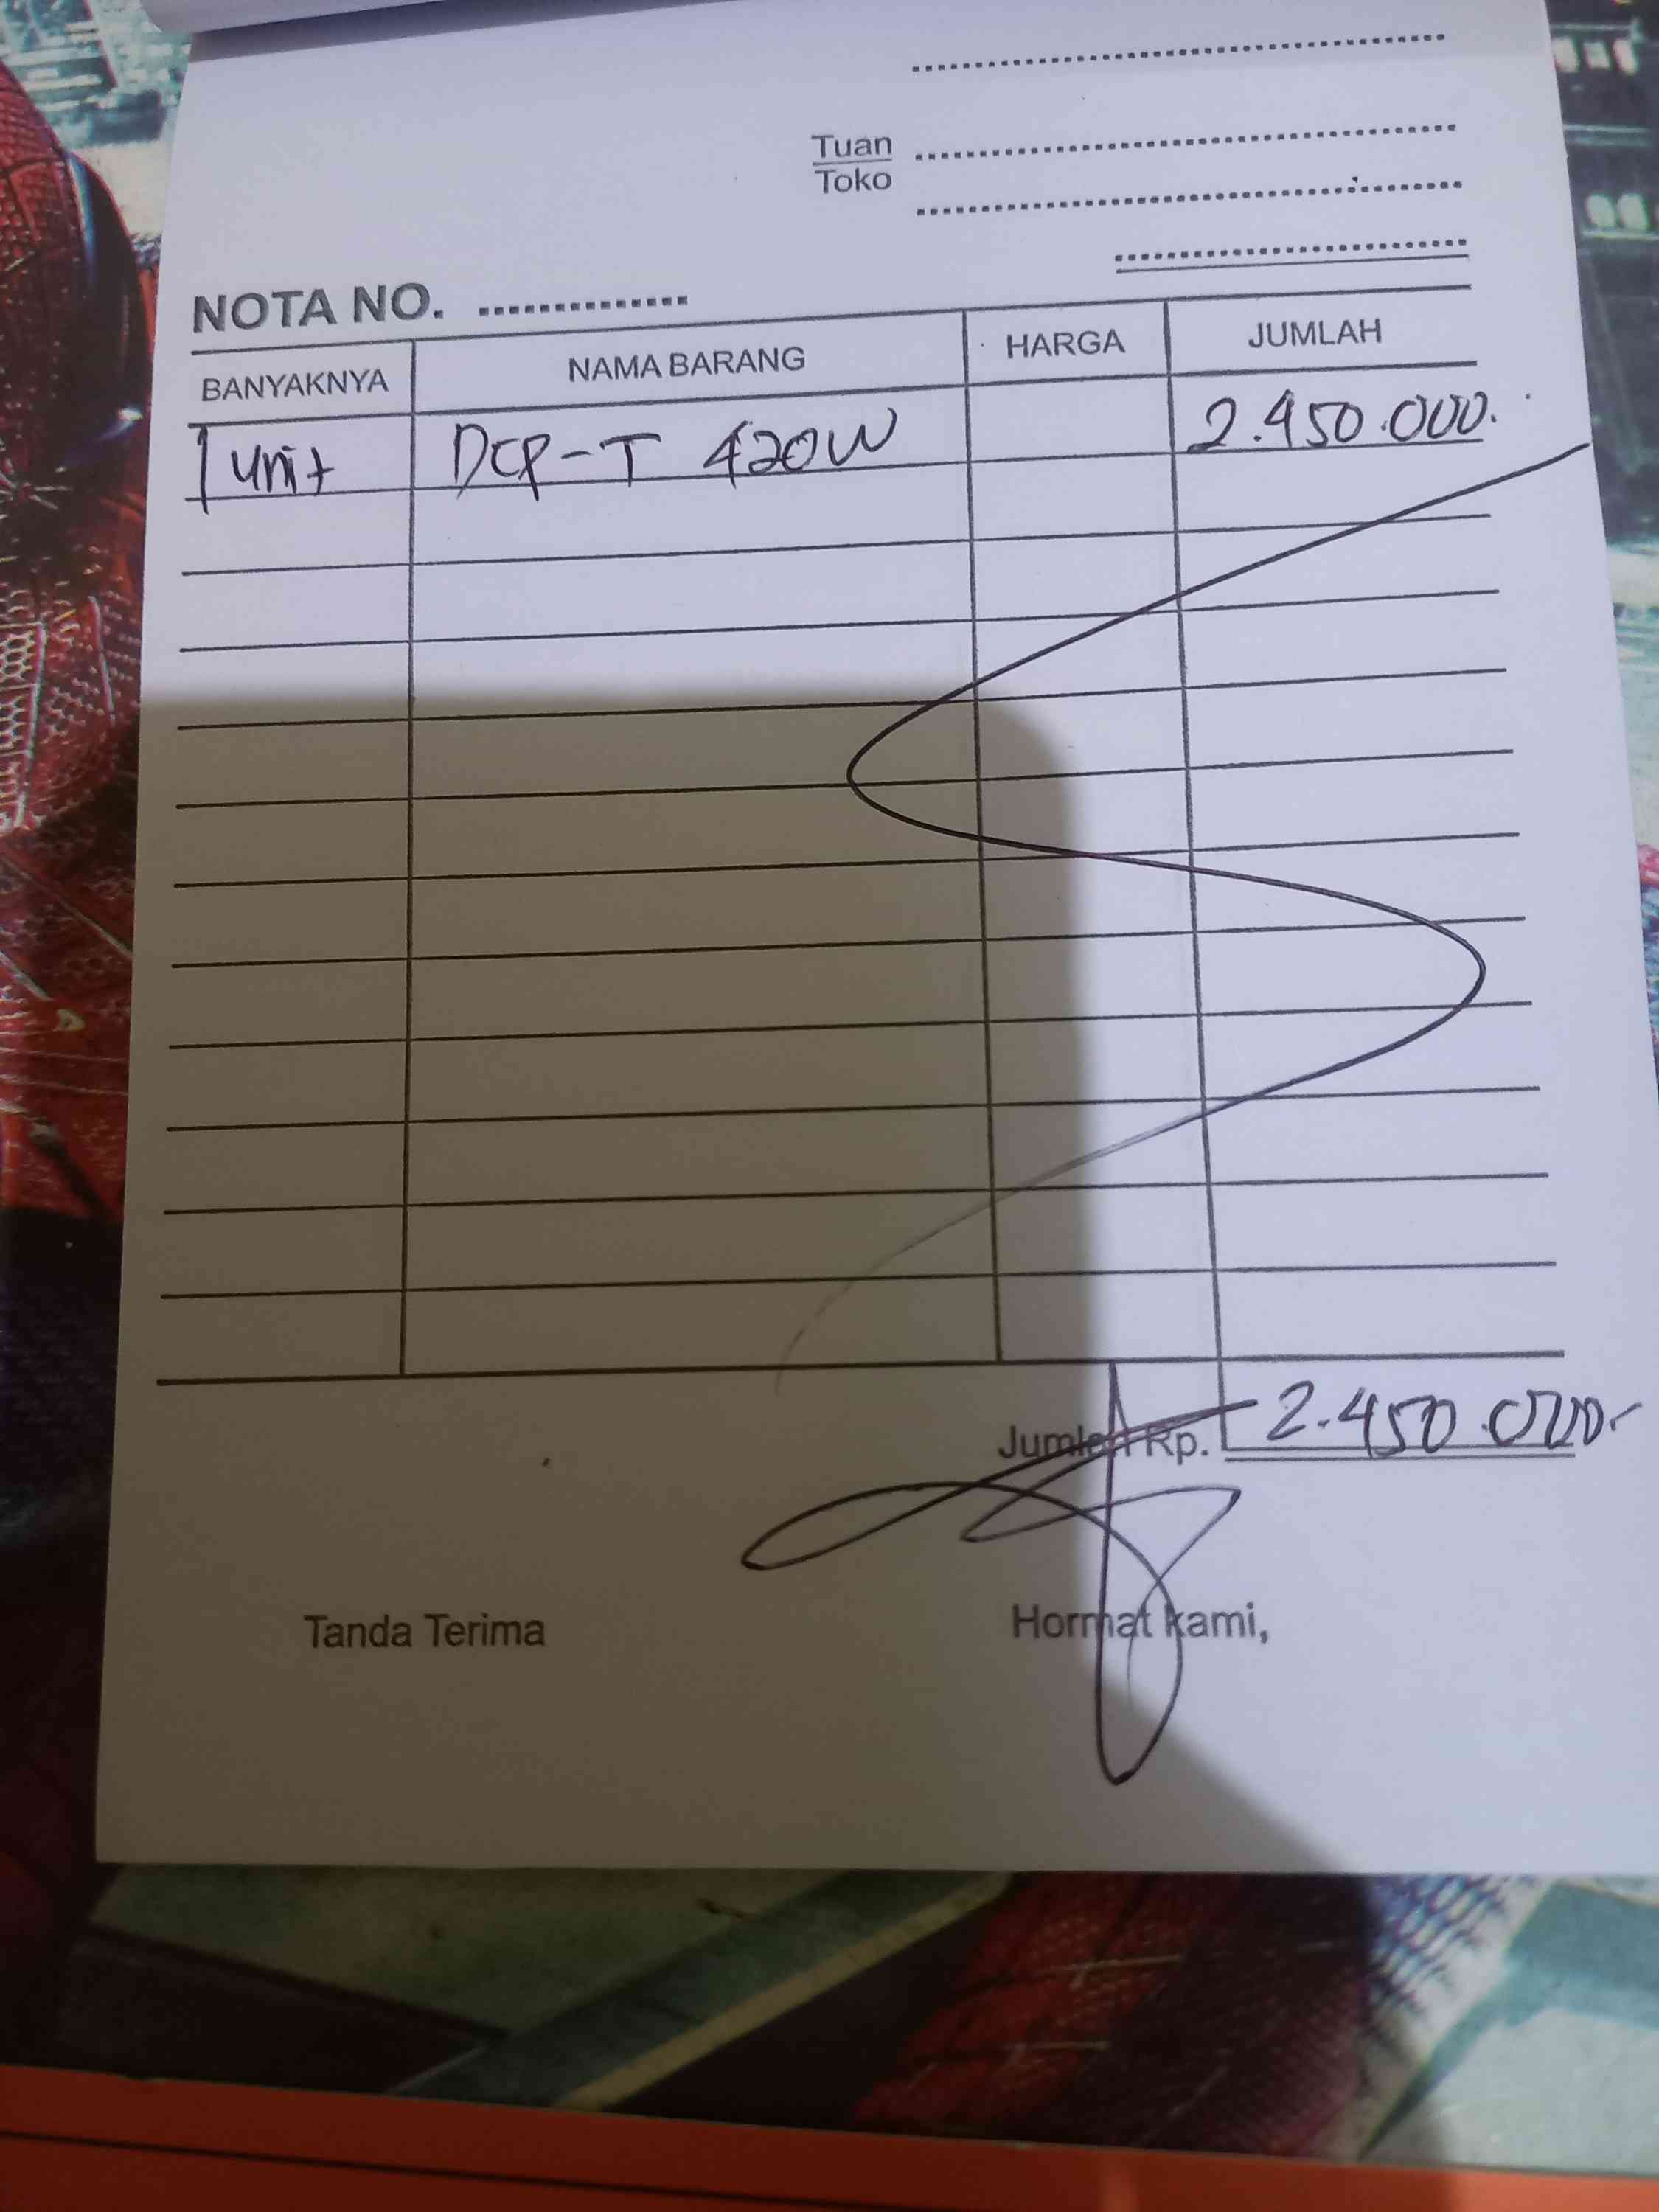 Tuan
Toko
NOTA NO.
BANYAKNYA NAMA BARANG HARGA JUMLAH
1 unit DCP-T 420W 2.450.000.
Jumlah Rp. 2.450.000.-
Tanda Terima Hormat kami,